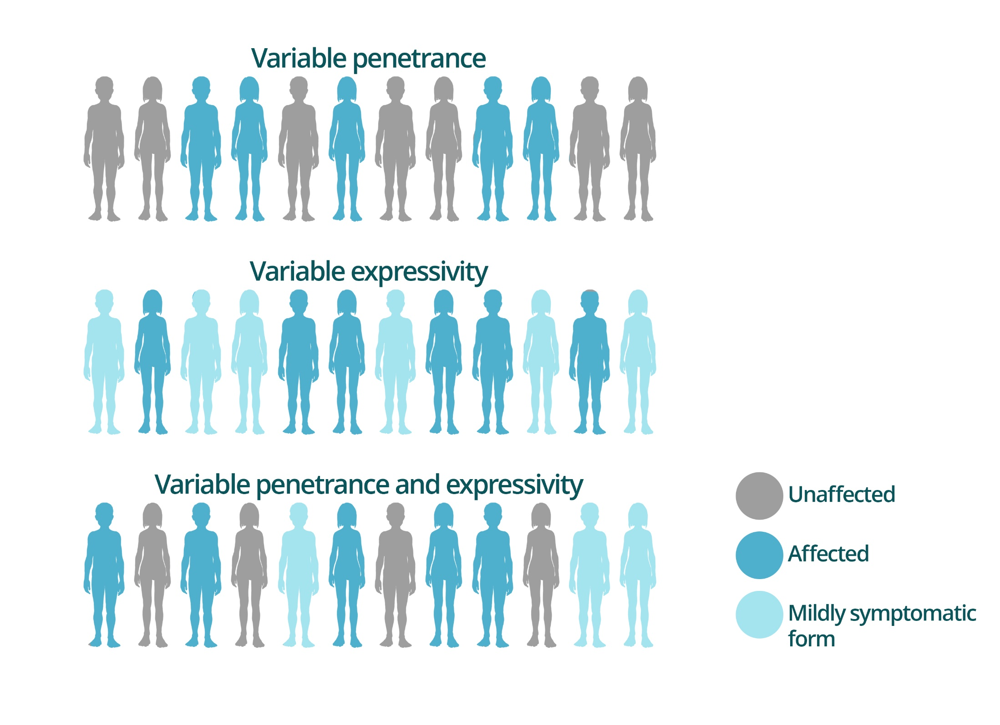 Variable penetrance
Variable expressivity
Variable penetrance and expressivity
Unaffected
Affected
Mildly symptomatic
form